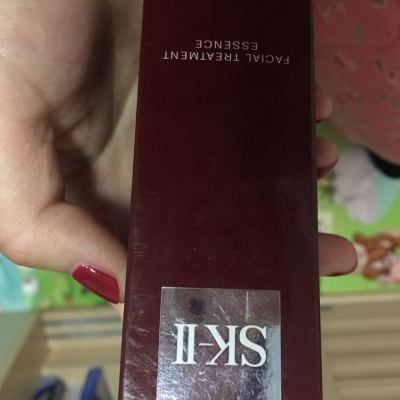 SK-II
FACIAL TREATMENT
ESSENCE